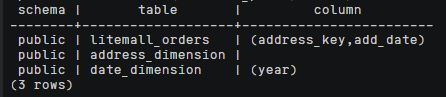 schema | table | column
--------+-------------------+------------------------
public | litemall_orders | (address_key,add_date)
public | address_dimension |
public | date_dimension | (year)
(3 rows)